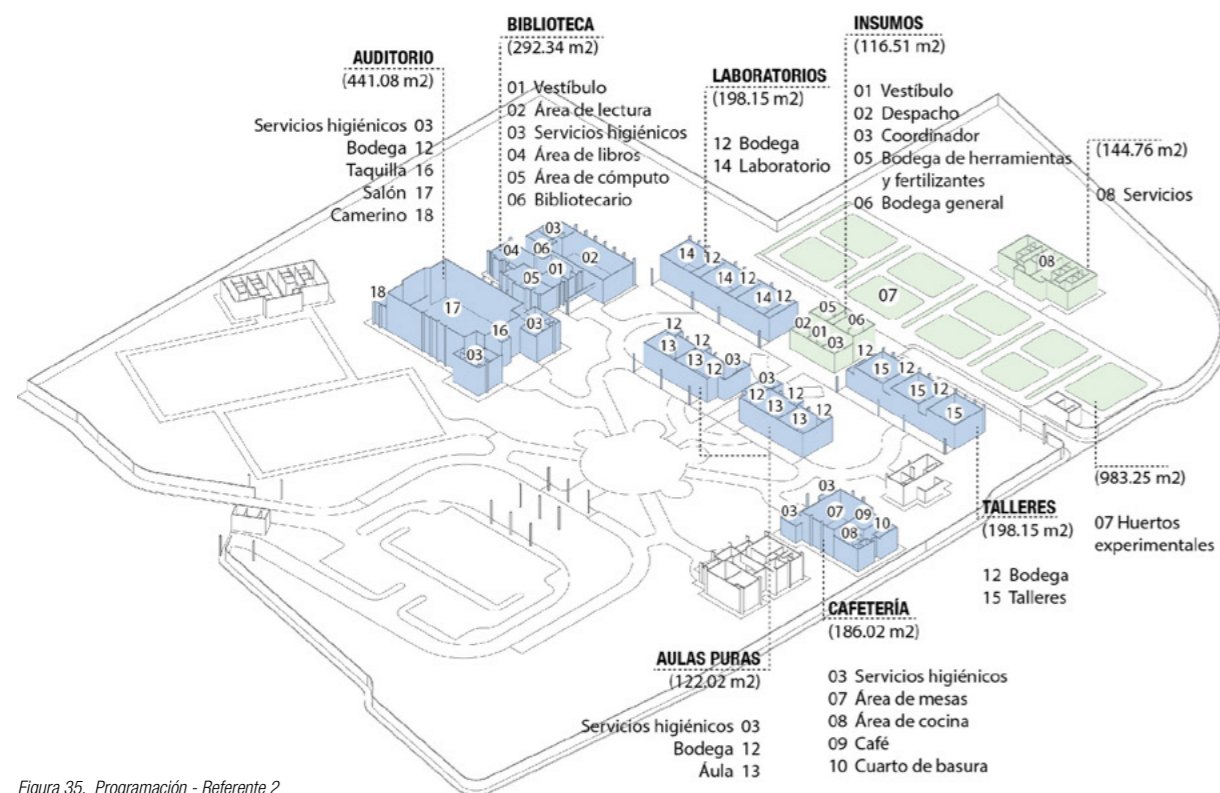 AUDITORIO
(441.08 m2)
Servicios higiénicos 03
Bodega 12
Taquilla 16
Salón 17
Camerino 18
BIBLIOTECA
(292.34 m2)
01 Vestíbulo
02 Área de lectura
03 Servicios higiénicos
04 Área de libros
05 Área de cómputo
06 Bibliotecario
LABORATORIOS
(198.15 m2)
12 Bodega
14 Laboratorio
INSUMOS
(116.51 m2)
01 Vestíbulo
02 Despacho
03 Coordinador
05 Bodega de herramientas
y fertilizantes
06 Bodega general
(144.76 m2)
08 Servicios
03
04
06
02
01
05
18
17
16
03
03
14
12
14
12
14
12
05
06
02
01
03
07
08
12
13
12
13
12
03
03
12
12
13
13
12
12
15
12
15
12
15
03
03
07
09
08
10
(983.25 m2)
07 Huertos
experimentales
TALLERES
(198.15 m2)
12 Bodega
15 Talleres
CAFETERÍA
(186.02 m2)
03 Servicios higiénicos
07 Área de mesas
08 Área de cocina
09 Café
10 Cuarto de basura
AULAS PURAS
(122.02 m2)
Servicios higiénicos 03
Bodega 12
Áula 13
Figura 35. Programación - Referente 2